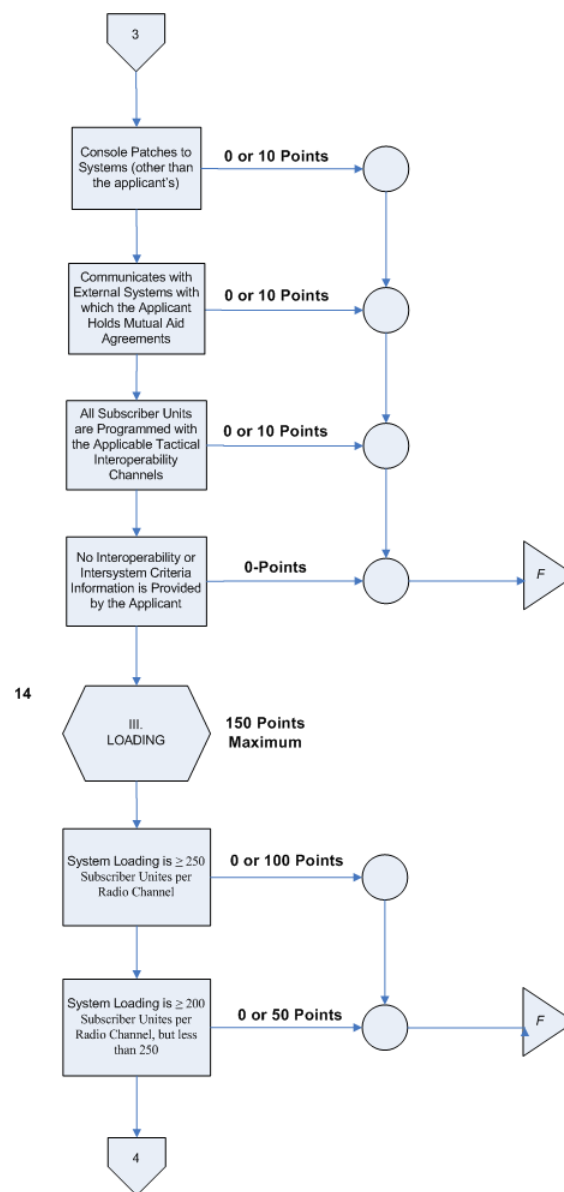 3
Console Patches to
Systems (other than
the applicant's)
0 or 10 Points
Communicates with
External Systems with
which the Applicant
Holds Mutual Aid
Agreements
0 or 10 Points
All Subscriber Units
are Programmed with
the Applicable Tactical
Interoperability
Channels
0 or 10 Points
No Interoperability or
Intersystem Criteria
Information is Provided
by the Applicant
0-Points
F
14
III.
LOADING
150 Points
Maximum
System Loading is ≥ 250
Subscriber Unites per
Radio Channel
0 or 100 Points
System Loading is ≥ 200
Subscriber Unites per
Radio Channel, but less
than 250
0 or 50 Points
F
4